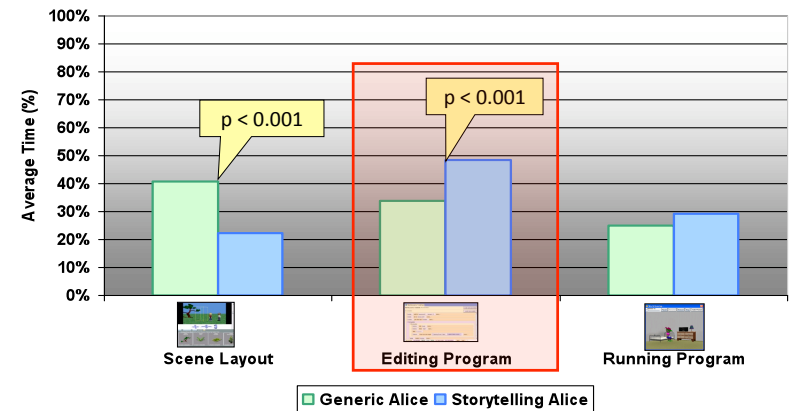 100%
90%
80%
70%
60%
50%
40%
30%
20%
10%
0%
Average Time (%)
p < 0.001
p < 0.001
Scene Layout
Editing Program
Running Program
Generic Alice
Storytelling Alice